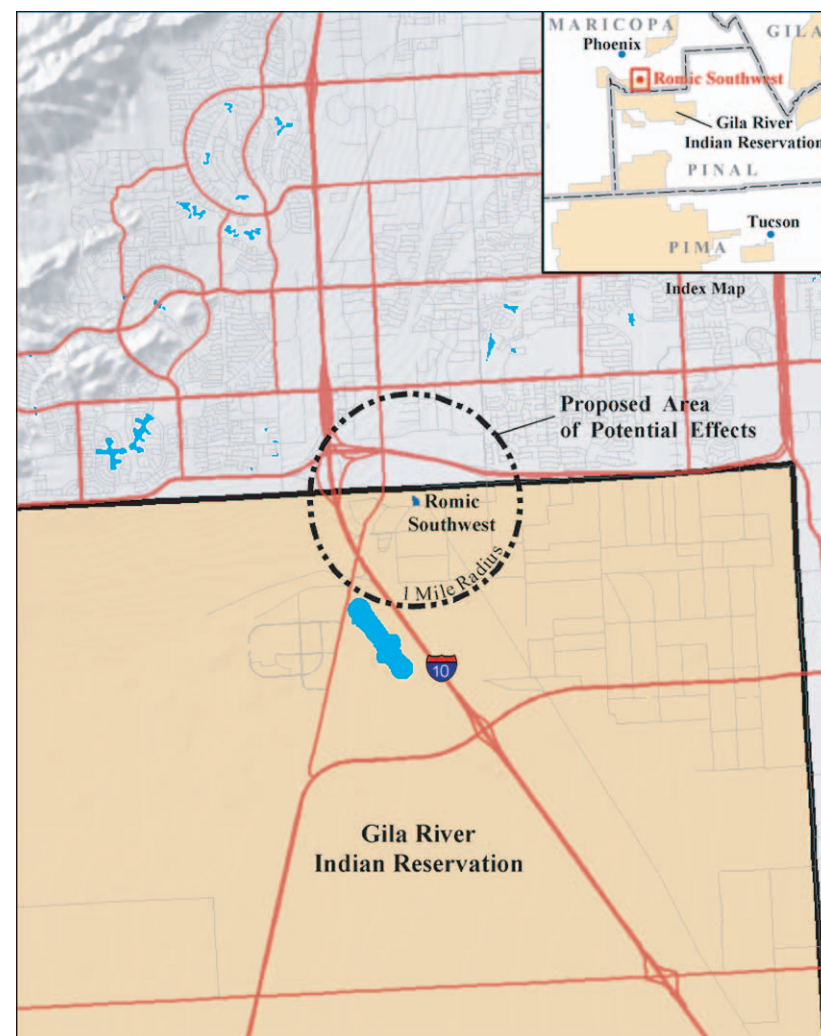 MARICOPA
GILA
Phoenix
Romic Southwest
Gila River
Indian Reservation
PINAL
Tucson
PIMA
Index Map
Proposed Area
of Potential Effects
Romic
Southwest
1 Mile Radius
10
Gila River
Indian Reservation